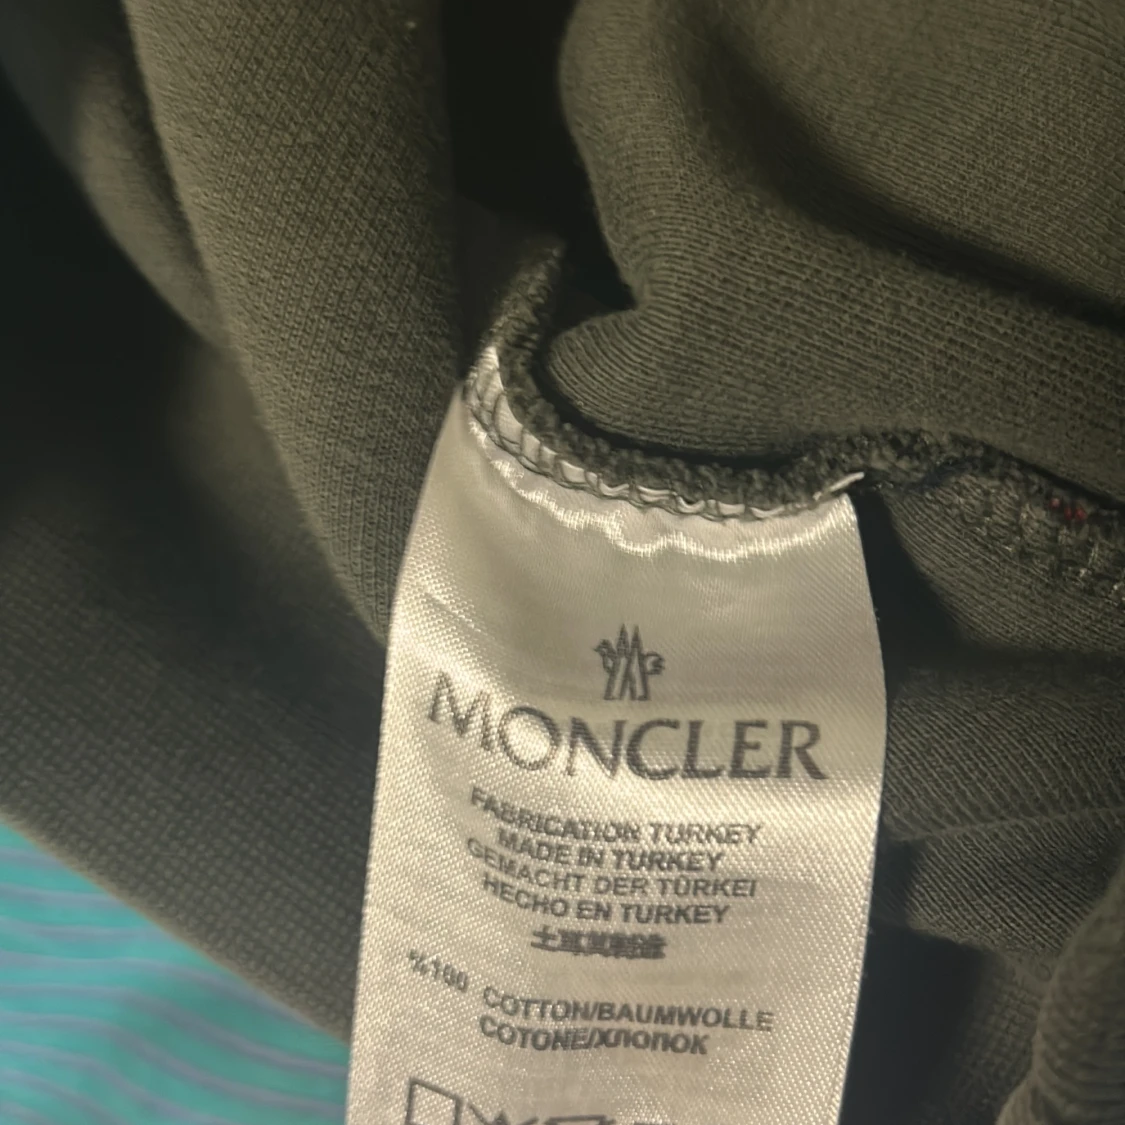 MONCLER
FABRICATION TURKEY
MADE IN TURKEY
GEMACHT DER TÜRKEI
HECHO EN TURKEY
%100 COTTON/BAUMWOLLE
COTONE/хлопок